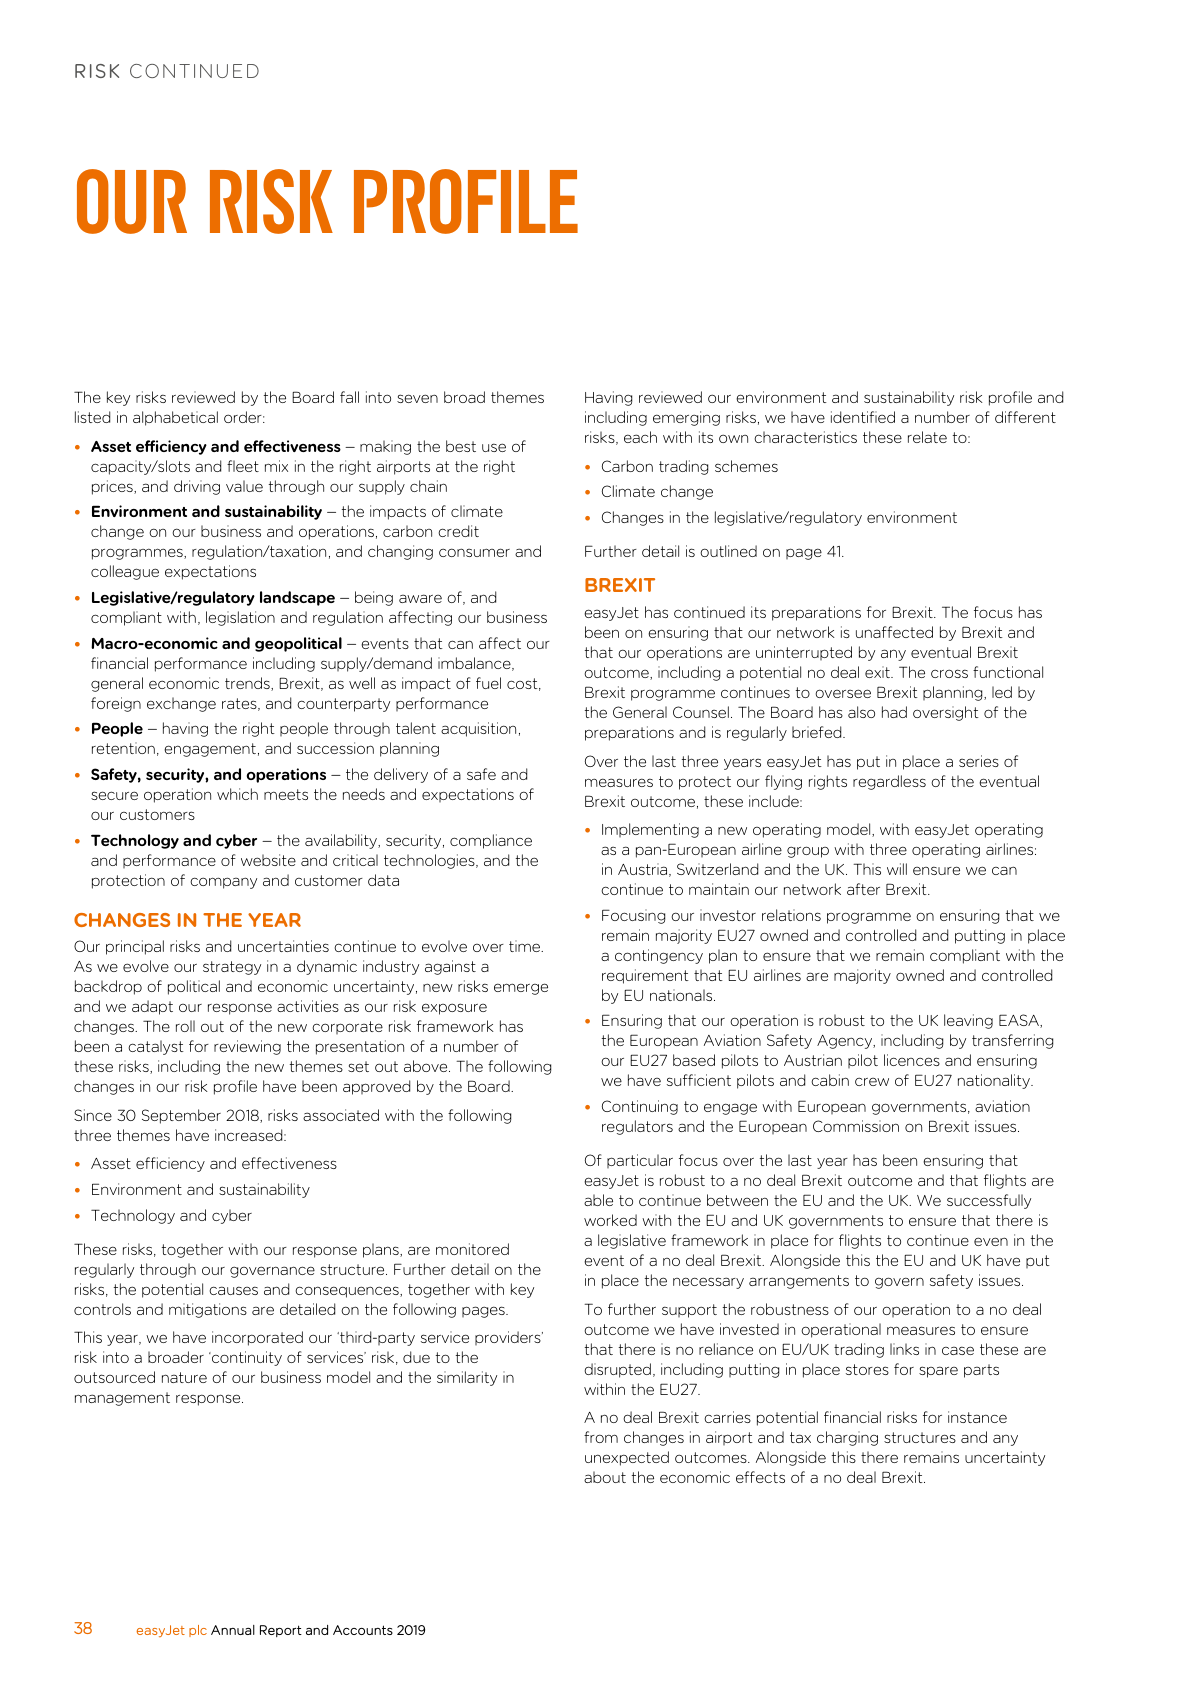 RISK CONTINUED
OUR RISK PROFILE
The key risks reviewed by the Board fall into seven broad themes
listed in alphabetical order:
• Asset efficiency and effectiveness – making the best use of
capacity/slots and fleet mix in the right airports at the right
prices, and driving value through our supply chain
• Environment and sustainability – the impacts of climate
change on our business and operations, carbon credit
programmes, regulation/taxation, and changing consumer and
colleague expectations
• Legislative/regulatory landscape – being aware of, and
compliant with, legislation and regulation affecting our business
• Macro-economic and geopolitical – events that can affect our
financial performance including supply/demand imbalance,
general economic trends, Brexit, as well as impact of fuel cost,
foreign exchange rates, and counterparty performance
• People – having the right people through talent acquisition,
retention, engagement, and succession planning
• Safety, security, and operations – the delivery of a safe and
secure operation which meets the needs and expectations of
our customers
• Technology and cyber – the availability, security, compliance
and performance of website and critical technologies, and the
protection of company and customer data
CHANGES IN THE YEAR
Our principal risks and uncertainties continue to evolve over time.
As we evolve our strategy in a dynamic industry against a
backdrop of political and economic uncertainty, new risks emerge
and we adapt our response activities as our risk exposure
changes. The roll out of the new corporate risk framework has
been a catalyst for reviewing the presentation of a number of
these risks, including the new themes set out above. The following
changes in our risk profile have been approved by the Board.
Since 30 September 2018, risks associated with the following
three themes have increased:
• Asset efficiency and effectiveness
• Environment and sustainability
• Technology and cyber
These risks, together with our response plans, are monitored
regularly through our governance structure. Further detail on the
risks, the potential causes and consequences, together with key
controls and mitigations are detailed on the following pages.
This year, we have incorporated our ‘third-party service providers’
risk into a broader ‘continuity of services’ risk, due to the
outsourced nature of our business model and the similarity in
management response.
Having reviewed our environment and sustainability risk profile and
including emerging risks, we have identified a number of different
risks, each with its own characteristics these relate to:
• Carbon trading schemes
• Climate change
• Changes in the legislative/regulatory environment
Further detail is outlined on page 41.
BREXIT
easyJet has continued its preparations for Brexit. The focus has
been on ensuring that our network is unaffected by Brexit and
that our operations are uninterrupted by any eventual Brexit
outcome, including a potential no deal exit. The cross functional
Brexit programme continues to oversee Brexit planning, led by
the General Counsel. The Board has also had oversight of the
preparations and is regularly briefed.
Over the last three years easyJet has put in place a series of
measures to protect our flying rights regardless of the eventual
Brexit outcome, these include:
• Implementing a new operating model, with easyJet operating
as a pan-European airline group with three operating airlines:
in Austria, Switzerland and the UK. This will ensure we can
continue to maintain our network after Brexit.
• Focusing our investor relations programme on ensuring that we
remain majority EU27 owned and controlled and putting in place
a contingency plan to ensure that we remain compliant with the
requirement that EU airlines are majority owned and controlled
by EU nationals.
• Ensuring that our operation is robust to the UK leaving EASA,
the European Aviation Safety Agency, including by transferring
our EU27 based pilots to Austrian pilot licences and ensuring
we have sufficient pilots and cabin crew of EU27 nationality.
• Continuing to engage with European governments, aviation
regulators and the European Commission on Brexit issues.
Of particular focus over the last year has been ensuring that
easyJet is robust to a no deal Brexit outcome and that flights are
able to continue between the EU and the UK. We successfully
worked with the EU and UK governments to ensure that there is
a legislative framework in place for flights to continue even in the
event of a no deal Brexit. Alongside this the EU and UK have put
in place the necessary arrangements to govern safety issues.
To further support the robustness of our operation to a no deal
outcome we have invested in operational measures to ensure
that there is no reliance on EU/UK trading links in case these are
disrupted, including putting in place stores for spare parts
within the EU27.
A no deal Brexit carries potential financial risks for instance
from changes in airport and tax charging structures and any
unexpected outcomes. Alongside this there remains uncertainty
about the economic effects of a no deal Brexit.
38 easyJet plc Annual Report and Accounts 2019